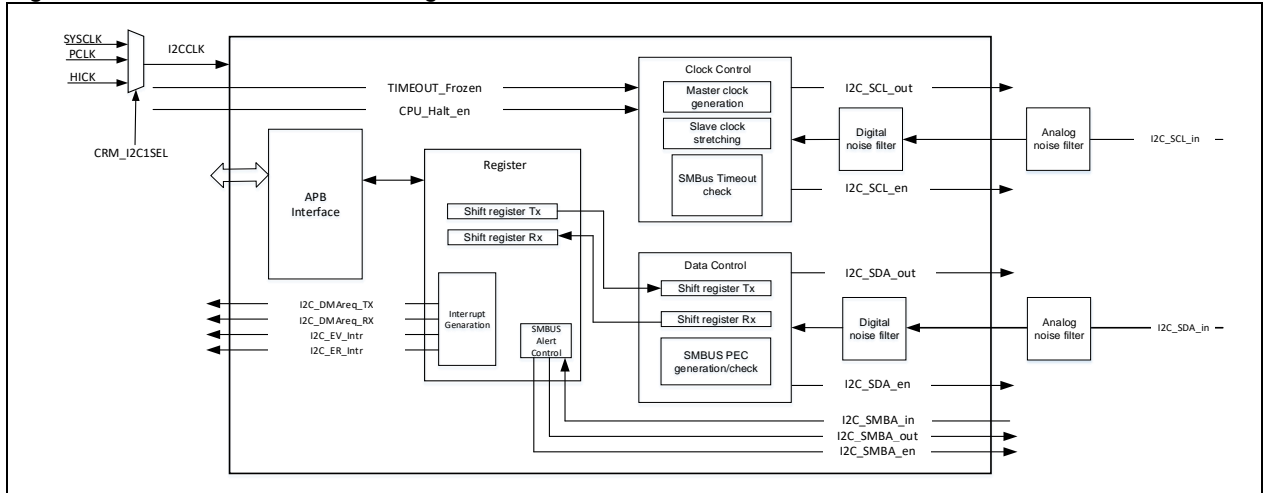 SYSCLK
PCLK
HICK
I2CCLK
CRM_I2C1SEL
TIMEOUT_Frozen
CPU_Halt_en
APB
Interface
Register
Shift register Tx
Shift register Rx
Interrupt
Genaration
SMBUS
Alert
Control
I2C_DMAreq_TX
I2C_DMAreq_RX
I2C_EV_Intr
I2C_ER_Intr
Clock Control
Master clock
generation
Slave clock
stretching
SMBus Timeout
check
I2C_SCL_out
Digital
noise filter
Analog
noise filter
I2C_SCL_in
I2C_SCL_en
Data Control
Shift register Tx
Shift register Rx
SMBUS PEC
generation/check
I2C_SDA_out
Digital
noise filter
Analog
noise filter
I2C_SDA_in
I2C_SDA_en
I2C_SMBA_in
I2C_SMBA_out
I2C_SMBA_en